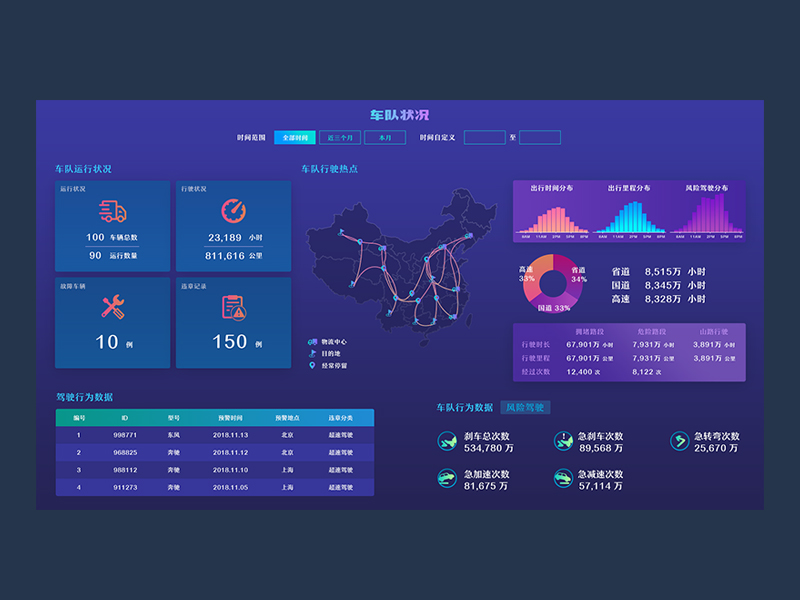 车队状况
时间范围 全部时间 近三个月 本月 时间自定义 至
车队运行状况
运行状况
100 车辆总数
90 运行数量
行驶状况
23,189 小时
811,616 公里
故障车辆
10 例
违章记录
150 例
车队行驶热点
物流中心
目的地
经常停留
出行时间分布 出行里程分布 风险驾驶分布
8AM 11AM 2PM 5PM 8PM 8AM 11AM 2PM 5PM 8PM 8AM 11AM 2PM 5PM 8PM
高速 33%
省道 34%
国道 33%
省道 8,515万 小时
国道 8,345万 小时
高速 8,328万 小时
拥堵路段 危险路段 山路行驶
行驶时长 67,901万 小时 7,931万 小时 3,891万 小时
行驶里程 67,901万 公里 7,931万 公里 3,891万 公里
经过次数 12,400 次 8,122 次
驾驶行为数据
编号 ID 型号 预警时间 预警地点 违章分类
1 998771 东风 2018.11.13 北京 超速驾驶
2 968825 奔驰 2018.11.12 北京 超速驾驶
3 988112 奔驰 2018.11.10 上海 超速驾驶
4 911273 奔驰 2018.11.05 上海 超速驾驶
车队行为数据 风险驾驶
刹车总次数
534,780 万
急刹车次数
89,568 万
急转弯次数
25,670 万
急加速次数
81,675 万
急减速次数
57,114 万